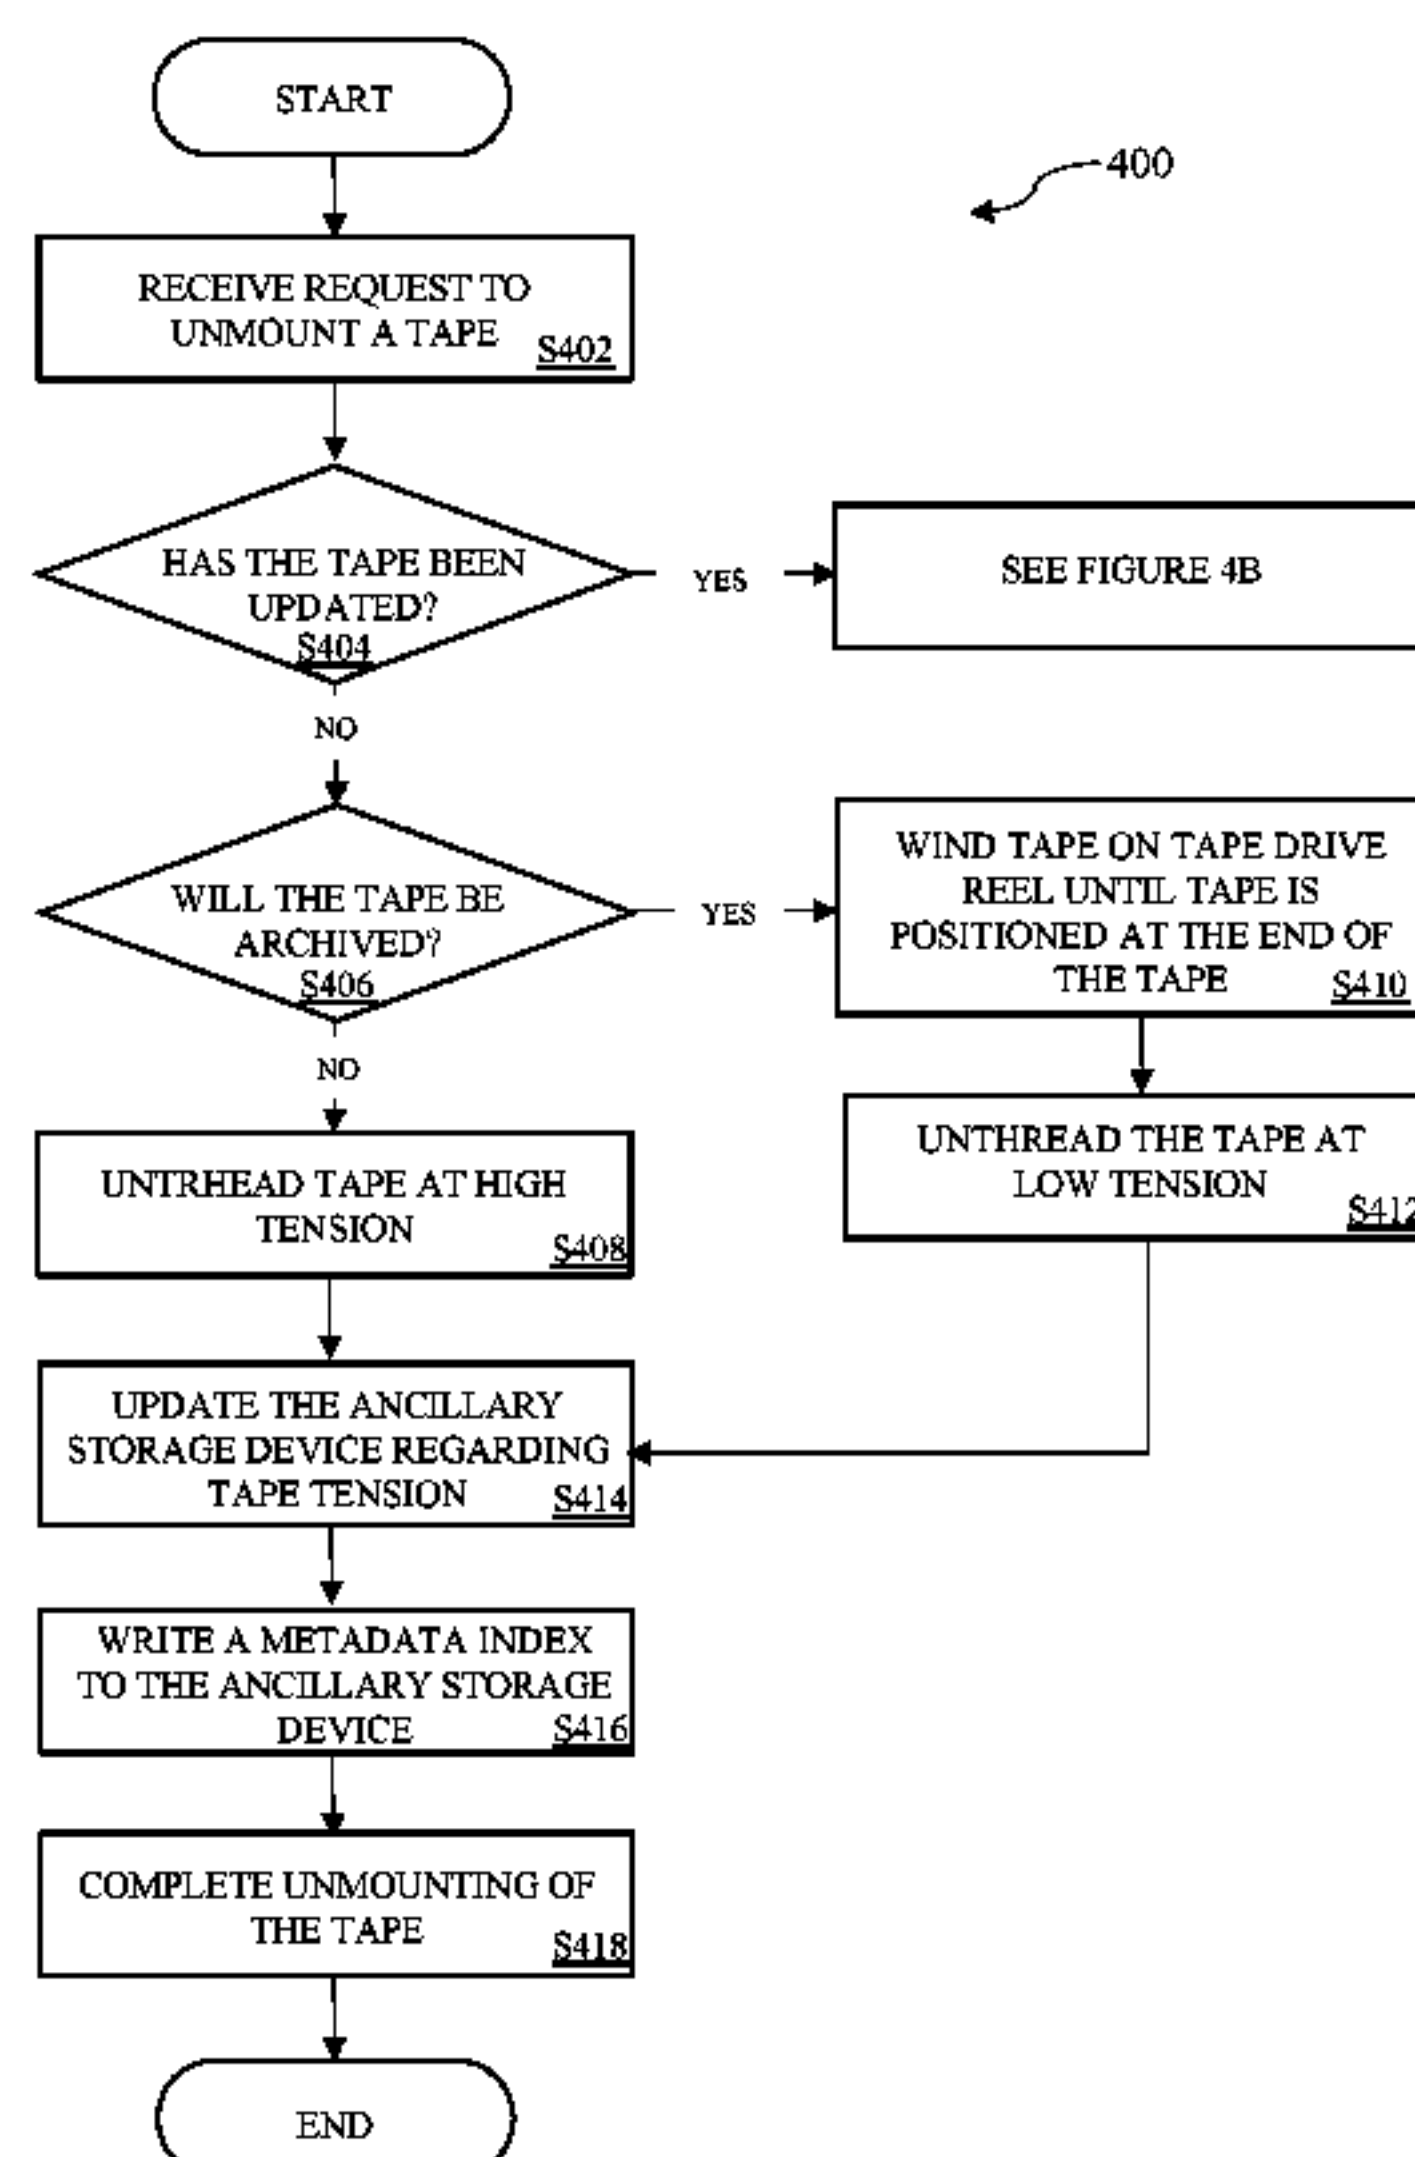 START
400
RECEIVE REQUEST TO
UNMOUNT A TAPE
S402
HAS THE TAPE BEEN
UPDATED?
S404
YES
SEE FIGURE 4B
NO
WILL THE TAPE BE
ARCHIVED?
S406
YES
WIND TAPE ON TAPE DRIVE
REEL UNTIL TAPE IS
POSITIONED AT THE END OF
THE TAPE
S410
NO
UNTRHEAD TAPE AT HIGH
TENSION
S408
UNTHREAD THE TAPE AT
LOW TENSION
S412
UPDATE THE ANCILLARY
STORAGE DEVICE REGARDING
TAPE TENSION
S414
WRITE A METADATA INDEX
TO THE ANCILLARY STORAGE
DEVICE
S416
COMPLETE UNMOUNTING OF
THE TAPE
S418
END